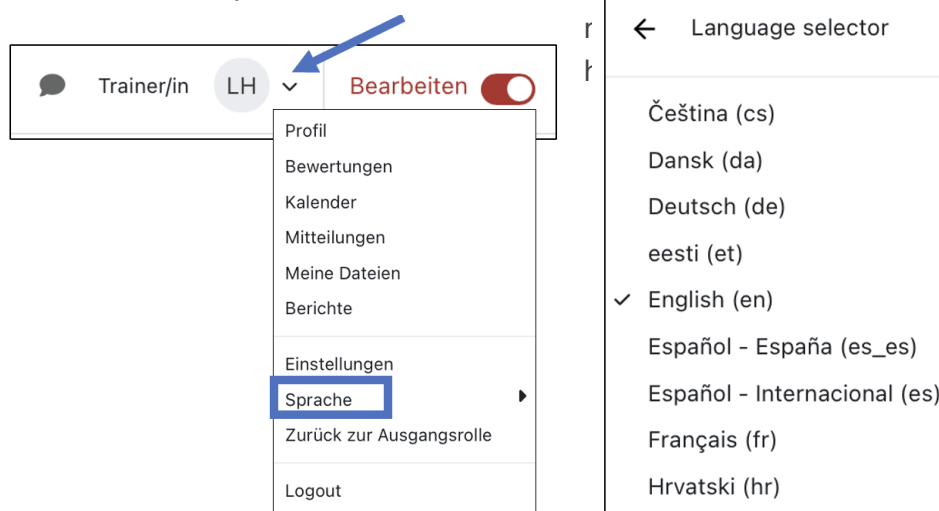 Trainer/in LH Bearbeiten
Profil
Bewertungen
Kalender
Mitteilungen
Meine Dateien
Berichte
Einstellungen
Sprache
Zurück zur Ausgangsrolle
Logout
Language selector
Čeština (cs)
Dansk (da)
Deutsch (de)
eesti (et)
English (en)
Español - España (es_es)
Español - Internacional (es)
Français (fr)
Hrvatski (hr)